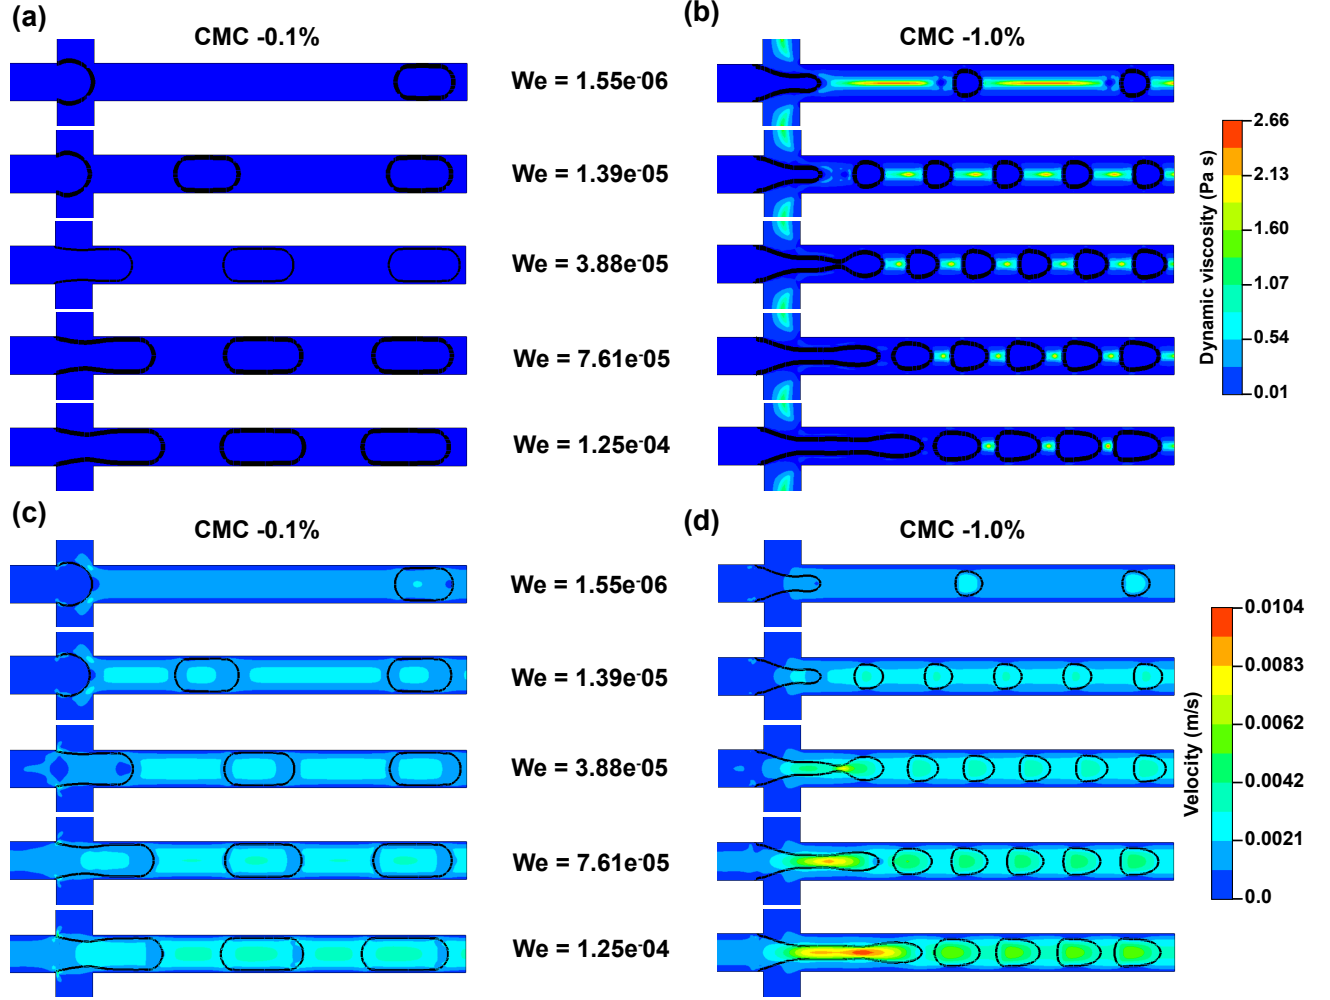 (a)
CMC -0.1%
(b)
CMC -1.0%
We = 1.55e-06
We = 1.39e-05
We = 3.88e-05
We = 7.61e-05
We = 1.25e-04
Dynamic viscosity (Pa s)
2.66
2.13
1.60
1.07
0.54
0.01
(c)
CMC -0.1%
(d)
CMC -1.0%
We = 1.55e-06
We = 1.39e-05
We = 3.88e-05
We = 7.61e-05
We = 1.25e-04
Velocity (m/s)
0.0104
0.0083
0.0062
0.0042
0.0021
0.0